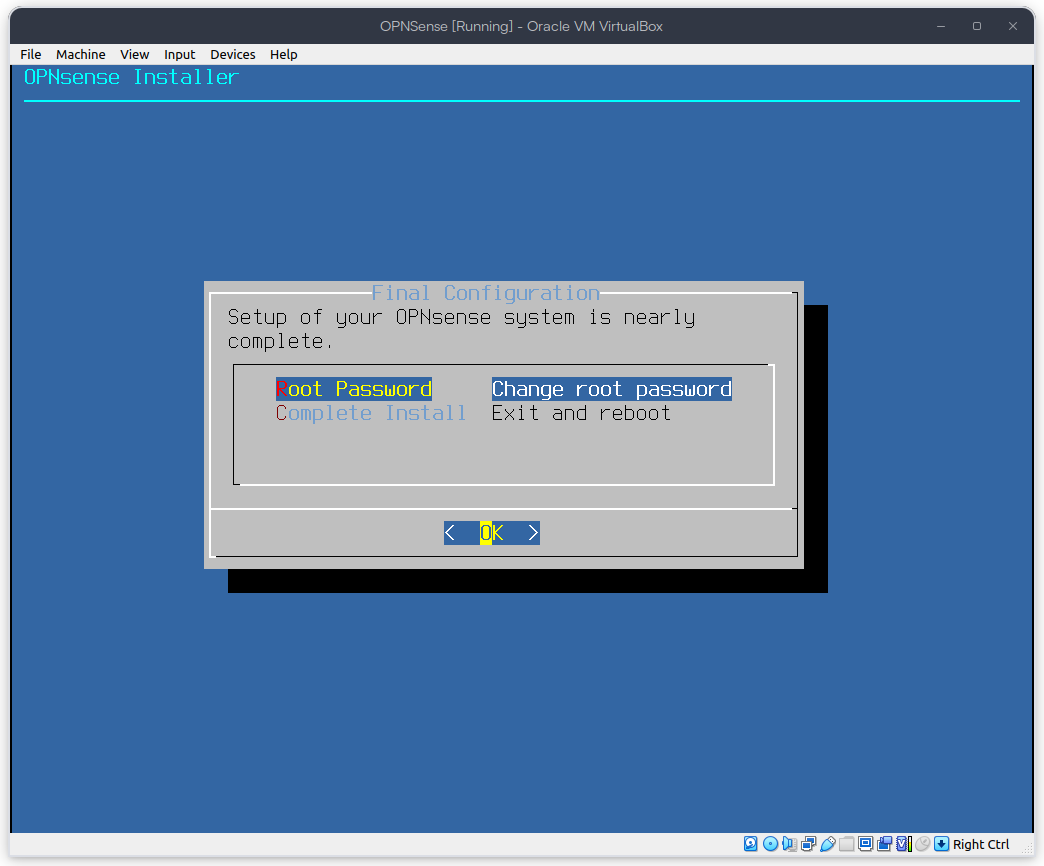 OPNSense [Running] - Oracle VM VirtualBox
File Machine View Input Devices Help
OPNsense Installer
Final Configuration
Setup of your OPNsense system is nearly
complete.
Root Password Change root password
Complete Install Exit and reboot
< OK >
Right Ctrl